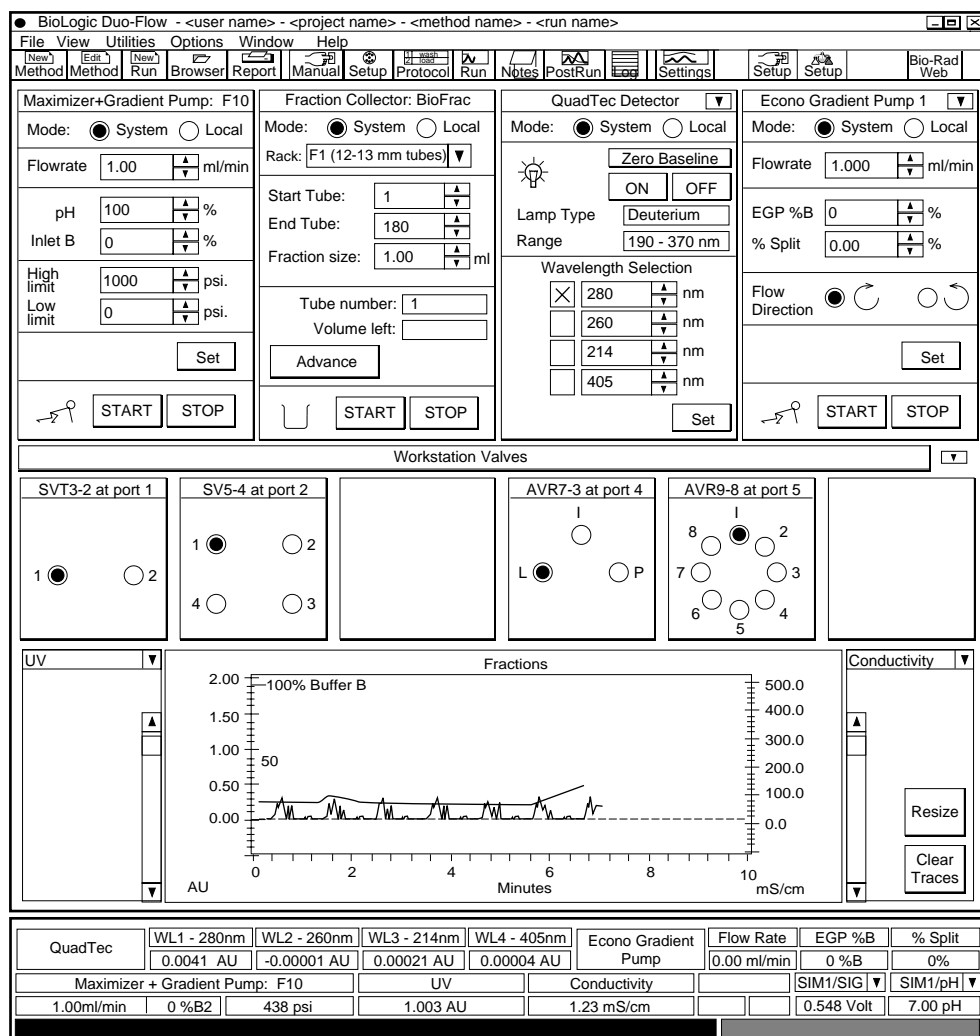 BioLogic Duo-Flow - <user name> - <project name> - <method name> - <run name>
File View Utilities Options Window Help
New Method
Edit Method
New Run
Browser
Report
Manual
Setup
1 wash 2 load Protocol
Run
Notes
PostRun
Log
Settings
Setup
Setup
Bio-Rad Web
Maximizer+Gradient Pump: F10
Mode: System Local
Flowrate 1.00 ml/min
pH 100 %
Inlet B 0 %
High limit 1000 psi.
Low limit 0 psi.
Set
START STOP
Fraction Collector: BioFrac
Mode: System Local
Rack: F1 (12-13 mm tubes)
Start Tube: 1
End Tube: 180
Fraction size: 1.00 ml
Tube number: 1
Volume left:
Advance
START STOP
QuadTec Detector
Mode: System Local
Zero Baseline
ON OFF
Lamp Type Deuterium
Range 190 - 370 nm
Wavelength Selection
280 nm
260 nm
214 nm
405 nm
Set
Econo Gradient Pump 1
Mode: System Local
Flowrate 1.000 ml/min
EGP %B 0 %
% Split 0.00 %
Flow Direction
Set
START STOP
Workstation Valves
SVT3-2 at port 1
1 2
SV5-4 at port 2
1 2
4 3
AVR7-3 at port 4
I
L P
AVR9-8 at port 5
I
8 2
7 3
6 4
5
UV
Fractions
Conductivity
2.00 100% Buffer B 500.0
400.0
1.50
300.0
1.00
50
200.0
0.50
100.0
0.00
0.0
0 2 4 6 8 10
AU Minutes mS/cm
Resize
Clear Traces
QuadTec
WL1 - 280nm WL2 - 260nm WL3 - 214nm WL4 - 405nm
0.0041 AU -0.00001 AU 0.00021 AU 0.00004 AU
Econo Gradient Pump
Flow Rate EGP %B % Split
0.00 ml/min 0 %B 0%
Maximizer + Gradient Pump: F10 UV Conductivity SIM1/SIG SIM1/pH
1.00ml/min 0 %B2 438 psi 1.003 AU 1.23 mS/cm 0.548 Volt 7.00 pH